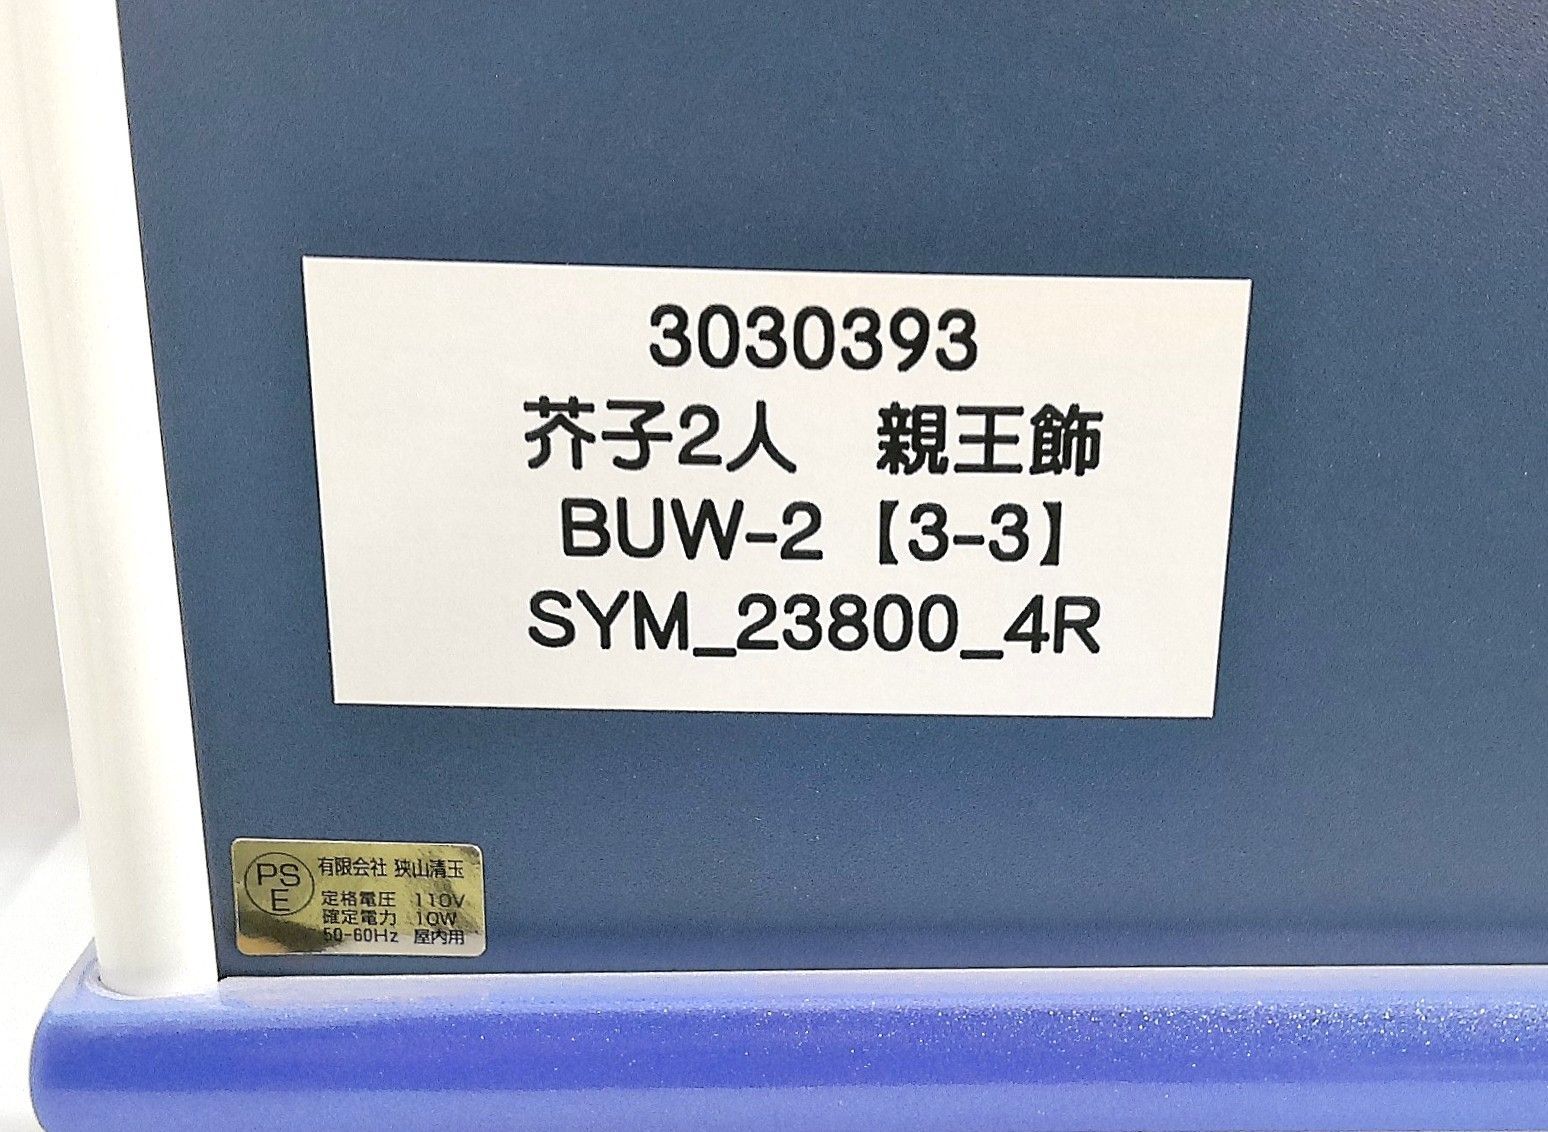 3030393
芥子2人　親王飾
BUW-2【3-3】
SYM_23800_4R
PS
E
有限会社 狭山清玉
定格電圧 110V
確定電力 10W
50-60Hz 屋内用